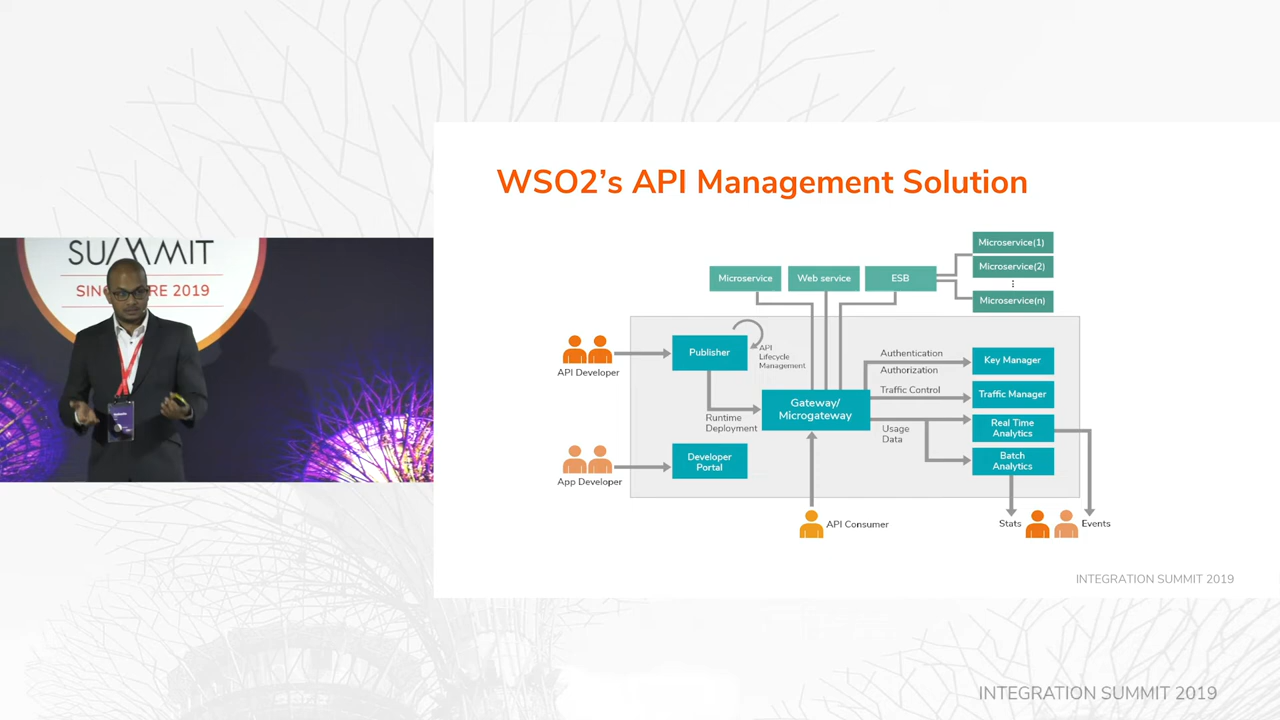 SUMMIT
SINGAPORE 2019
WSO2’s API Management Solution
Microservice(1)
Microservice(2)
⋮
Microservice(n)
Microservice
Web service
ESB
API Developer
Publisher
API
Lifecycle
Management
Runtime
Deployment
Gateway/
Microgateway
Authentication
Authorization
Key Manager
Traffic Control
Traffic Manager
Usage
Data
Real Time
Analytics
Batch
Analytics
App Developer
Developer
Portal
API Consumer
Stats
Events
INTEGRATION SUMMIT 2019
INTEGRATION SUMMIT 2019